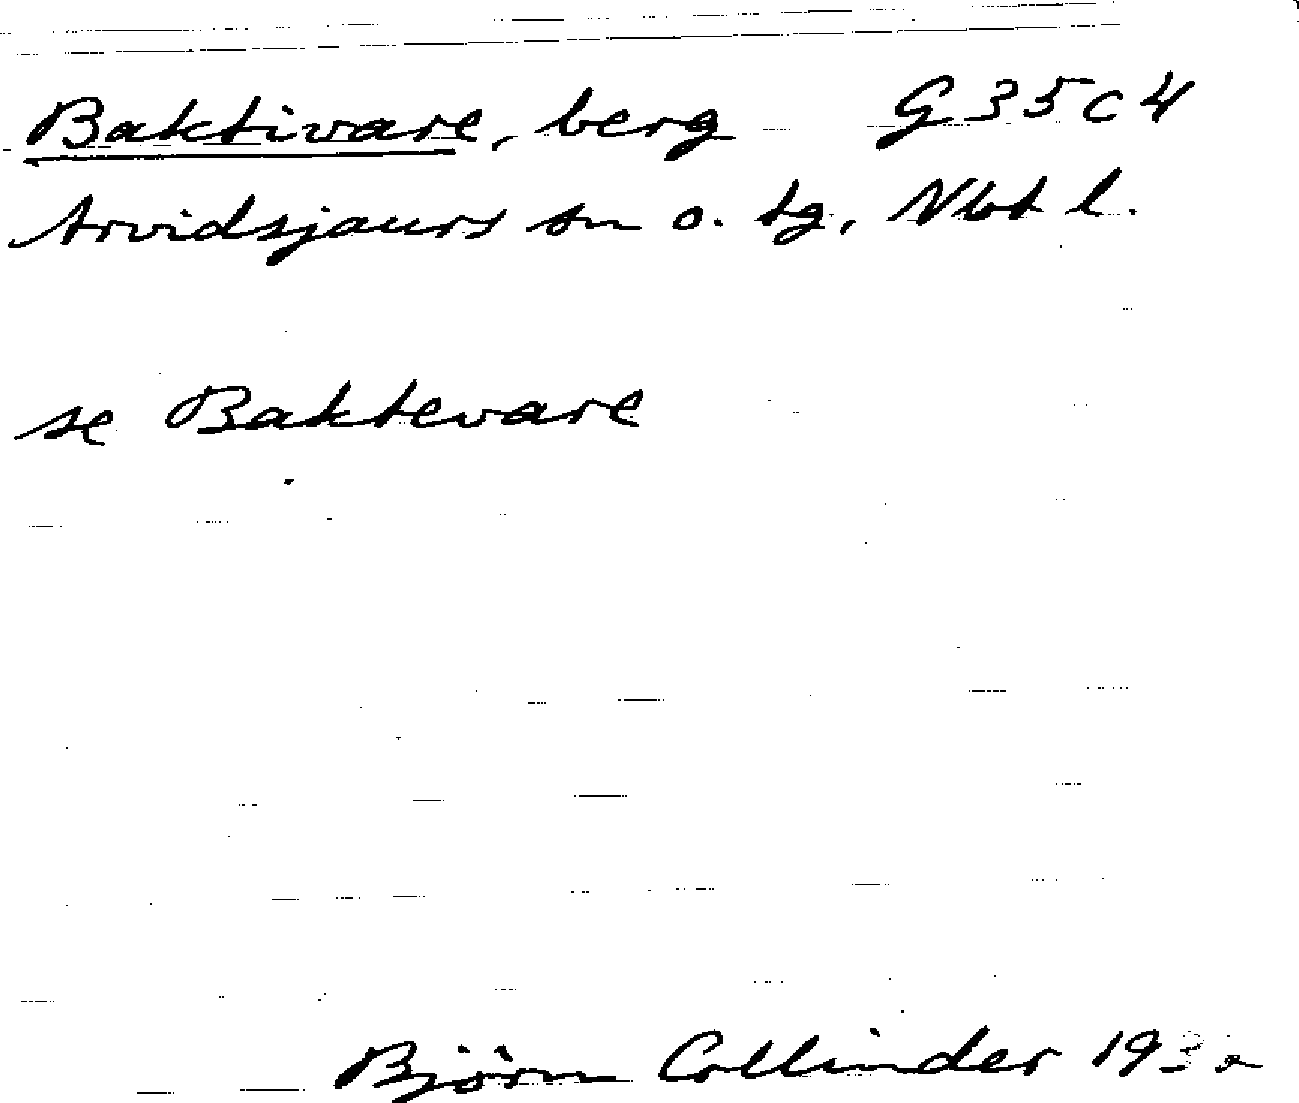 Baktivare, berg G35C4
Arvidsjaurs sn o. tg, Nbt l.
se Baktevare
Björn Collinder